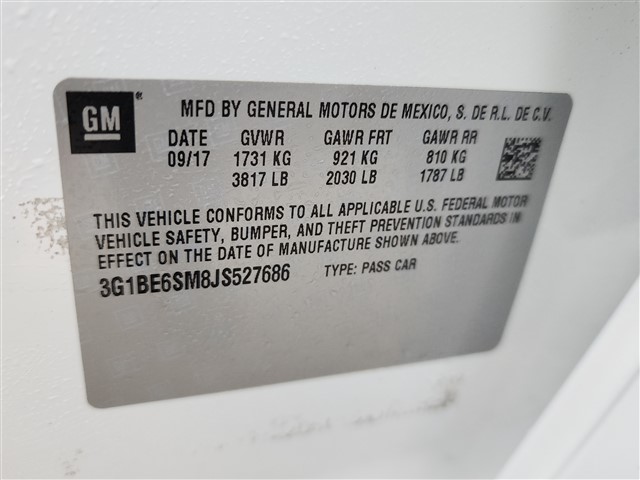 GM
MFD BY GENERAL MOTORS DE MEXICO, S. DE R.L. DE C.V.
DATE GVWR GAWR FRT GAWR RR
09/17 1731 KG 921 KG 810 KG
3817 LB 2030 LB 1787 LB
THIS VEHICLE CONFORMS TO ALL APPLICABLE U.S. FEDERAL MOTOR
VEHICLE SAFETY, BUMPER, AND THEFT PREVENTION STANDARDS IN
EFFECT ON THE DATE OF MANUFACTURE SHOWN ABOVE.
3G1BE6SM8JS527686 TYPE: PASS CAR